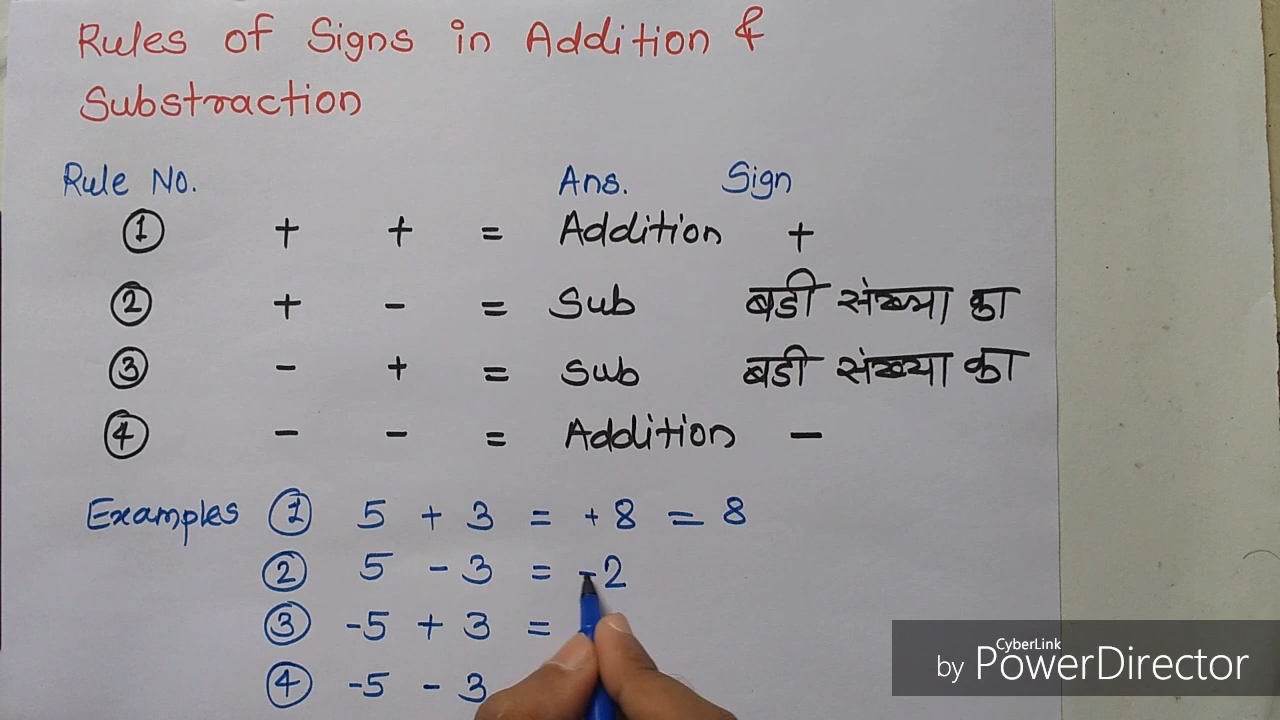 Rules of Signs in Addition &
Substraction
Rule No. Ans. Sign
1 + + = Addition +
2 + - = Sub बडी संख्या का
3 - + = Sub बडी संख्या का
4 - - = Addition -
Examples 1 5 + 3 = +8 = 8
2 5 - 3 = -2
3 -5 + 3 =
4 -5 - 3
CyberLink
by PowerDirector